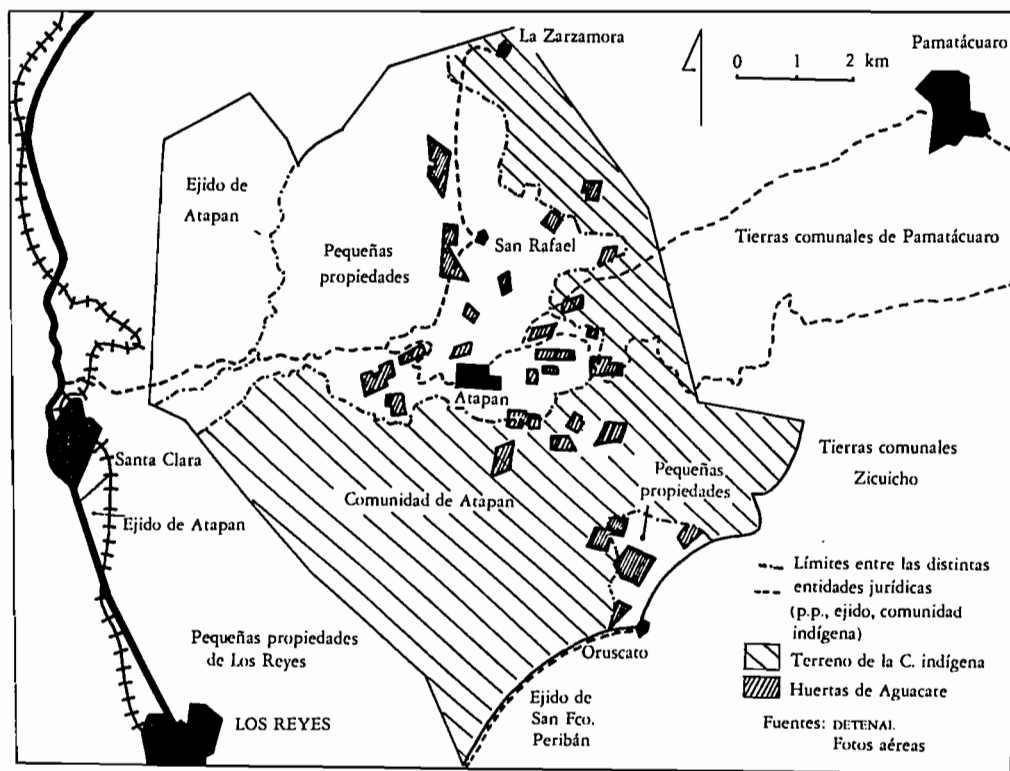 La Zarzamora
Pamatácuaro
0 1 2 km
Ejido de
Atapan
Pequeñas
propiedades
San Rafael
Tierras comunales de Pamatácuaro
Atapan
Santa Clara
Ejido de Atapan
Comunidad de Atapan
Pequeñas
propiedades
Tierras comunales
Zicuicho
Pequeñas propiedades
de Los Reyes
LOS REYES
Oruscato
Ejido de
San Fco.
Peribán
Límites entre las distintas
entidades jurídicas
(p.p., ejido, comunidad
indígena)
Terreno de la C. indígena
Huertas de Aguacate
Fuentes: DETENAL
Fotos aéreas